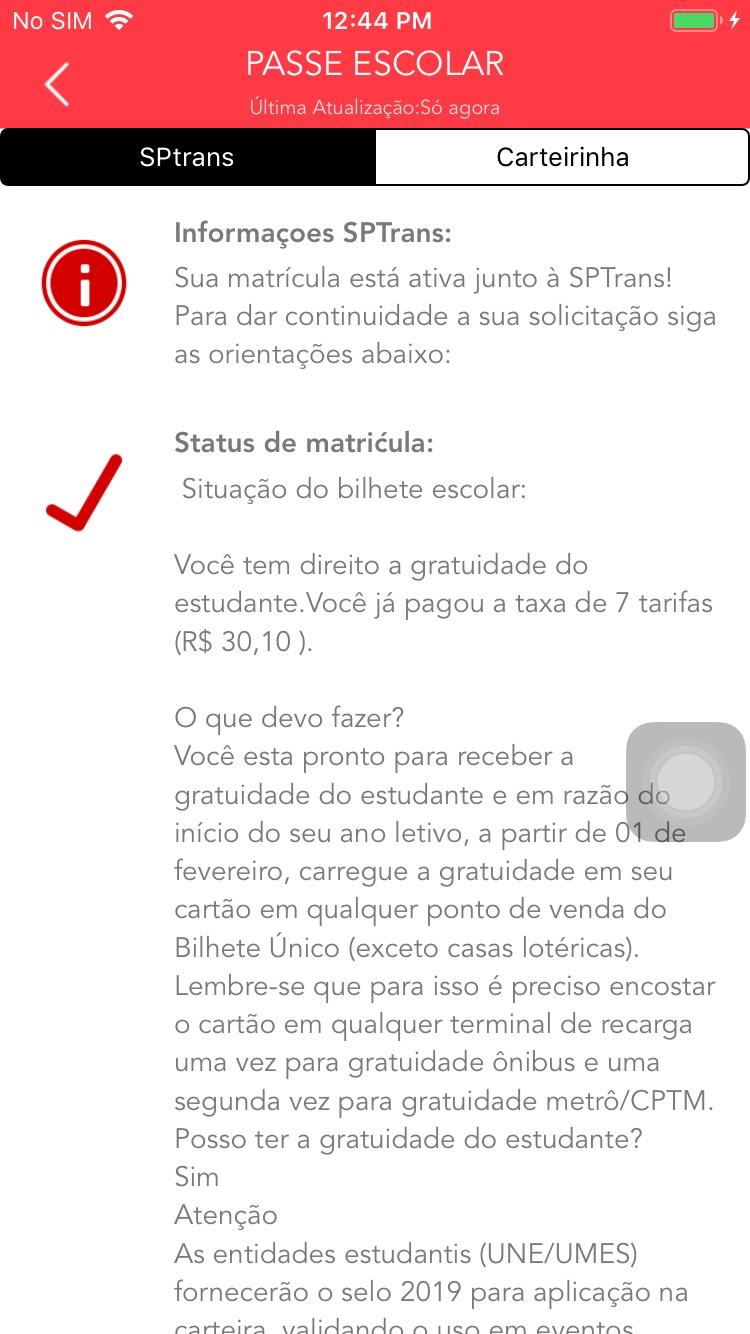 No SIM 12:44 PM
PASSE ESCOLAR
Última Atualização:Só agora
SPtrans Carteirinha
Informaçoes SPTrans:
Sua matrícula está ativa junto à SPTrans!
Para dar continuidade a sua solicitação siga
as orientações abaixo:
Status de matrićula:
Situação do bilhete escolar:
Você tem direito a gratuidade do
estudante.Você já pagou a taxa de 7 tarifas
(R$ 30,10 ).
O que devo fazer?
Você esta pronto para receber a
gratuidade do estudante e em razão do
início do seu ano letivo, a partir de 01 de
fevereiro, carregue a gratuidade em seu
cartão em qualquer ponto de venda do
Bilhete Único (exceto casas lotéricas).
Lembre-se que para isso é preciso encostar
o cartão em qualquer terminal de recarga
uma vez para gratuidade ônibus e uma
segunda vez para gratuidade metrô/CPTM.
Posso ter a gratuidade do estudante?
Sim
Atenção
As entidades estudantis (UNE/UMES)
fornecerão o selo 2019 para aplicação na
carteira, validando o uso em eventos